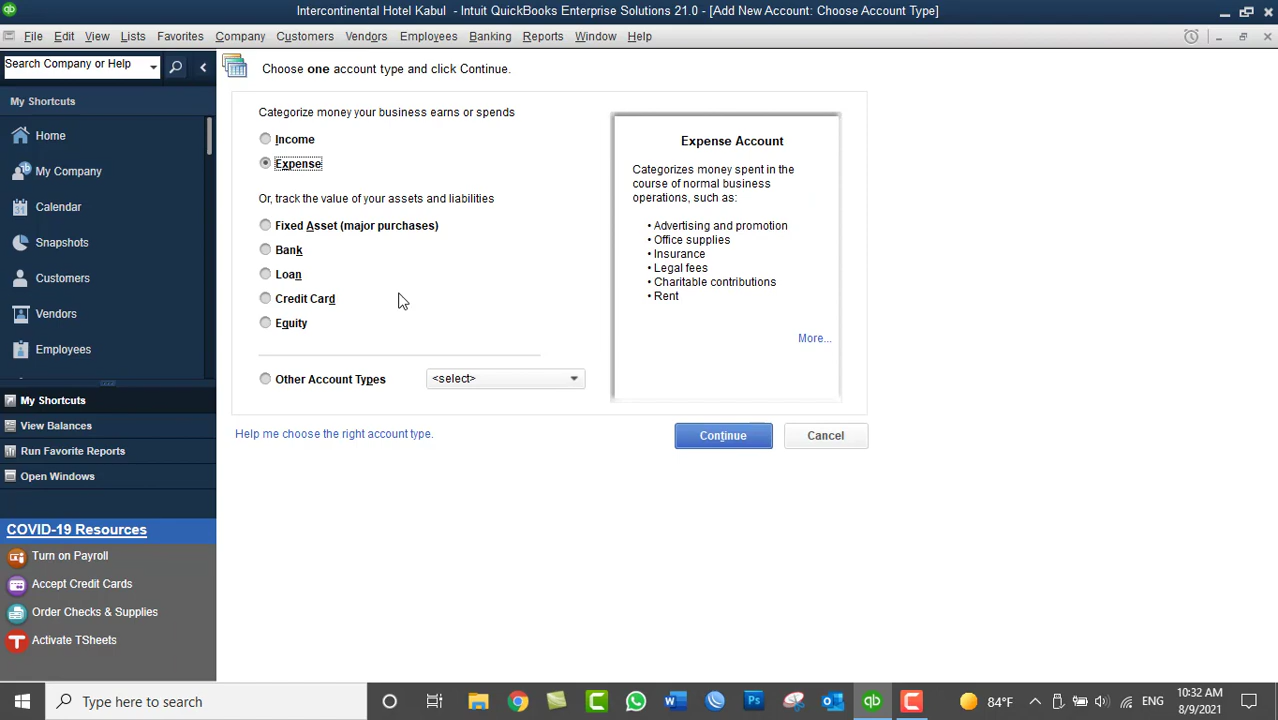 Intercontinental Hotel Kabul - Intuit QuickBooks Enterprise Solutions 21.0 - [Add New Account: Choose Account Type]
File Edit View Lists Favorites Company Customers Vendors Employees Banking Reports Window Help
Search Company or Help
My Shortcuts
Home
My Company
Calendar
Snapshots
Customers
Vendors
Employees
My Shortcuts
View Balances
Run Favorite Reports
Open Windows
COVID-19 Resources
Turn on Payroll
Accept Credit Cards
Order Checks & Supplies
Activate TSheets
Choose one account type and click Continue.
Categorize money your business earns or spends
Income
Expense
Or, track the value of your assets and liabilities
Fixed Asset (major purchases)
Bank
Loan
Credit Card
Equity
Other Account Types <select>
Expense Account
Categorizes money spent in the
course of normal business
operations, such as:
• Advertising and promotion
• Office supplies
• Insurance
• Legal fees
• Charitable contributions
• Rent
More...
Help me choose the right account type.
Continue Cancel
Type here to search
84°F
ENG
10:32 AM
8/9/2021